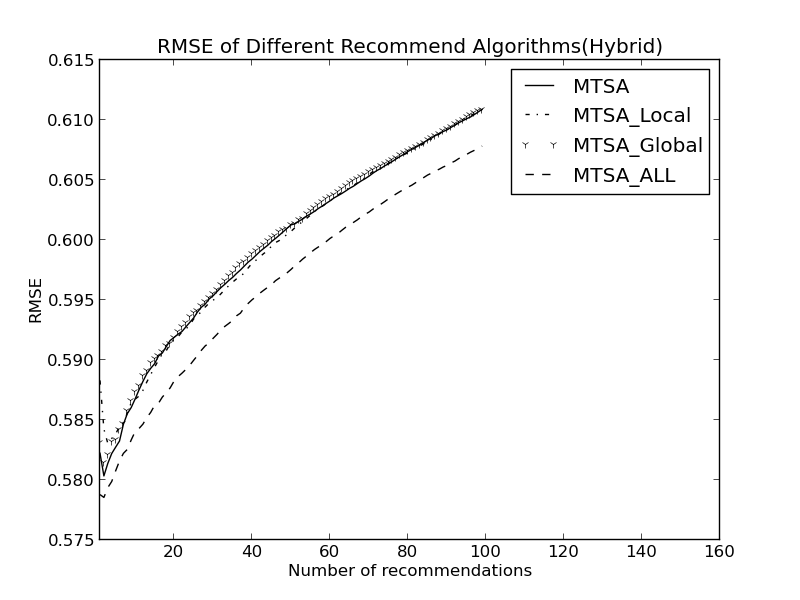 RMSE of Different Recommend Algorithms(Hybrid)
0.615
0.610
0.605
0.600
0.595
0.590
0.585
0.580
0.575
RMSE
MTSA
MTSA_Local
MTSA_Global
MTSA_ALL
20 40 60 80 100 120 140 160
Number of recommendations